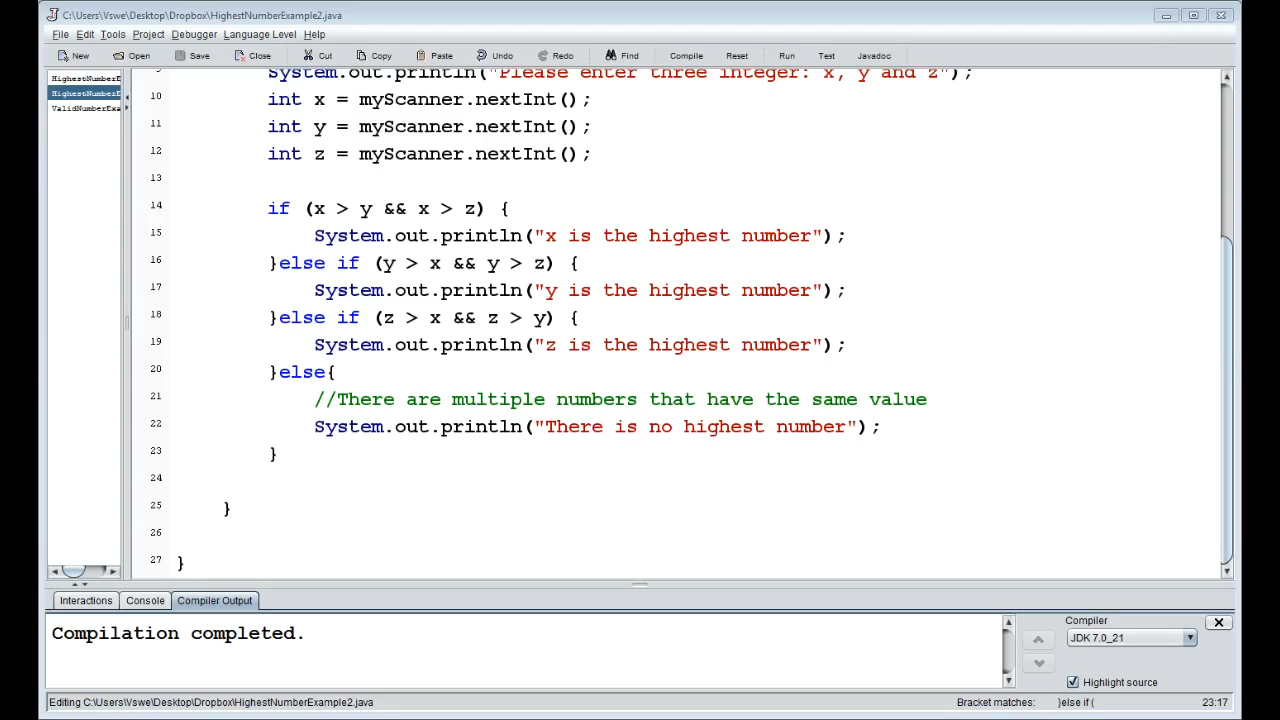 C:\Users\Vswe\Desktop\Dropbox\HighestNumberExample2.java
File Edit Tools Project Debugger Language Level Help
New Open Save Close Cut Copy Paste Undo Redo Find Compile Reset Run Test Javadoc
HighestNumberE
HighestNumberE
ValidNumberExa
System.out.println("Please enter three integer: x, y and z");
10 int x = myScanner.nextInt();
11 int y = myScanner.nextInt();
12 int z = myScanner.nextInt();
13
14 if (x > y && x > z) {
15 System.out.println("x is the highest number");
16 }else if (y > x && y > z) {
17 System.out.println("y is the highest number");
18 }else if (z > x && z > y) {
19 System.out.println("z is the highest number");
20 }else{
21 //There are multiple numbers that have the same value
22 System.out.println("There is no highest number");
23 }
24
25 }
26
27 }
Interactions Console Compiler Output
Compilation completed.
Compiler
JDK 7.0_21
Highlight source
Editing C:\Users\Vswe\Desktop\Dropbox\HighestNumberExample2.java Bracket matches: }else if ( 23:17